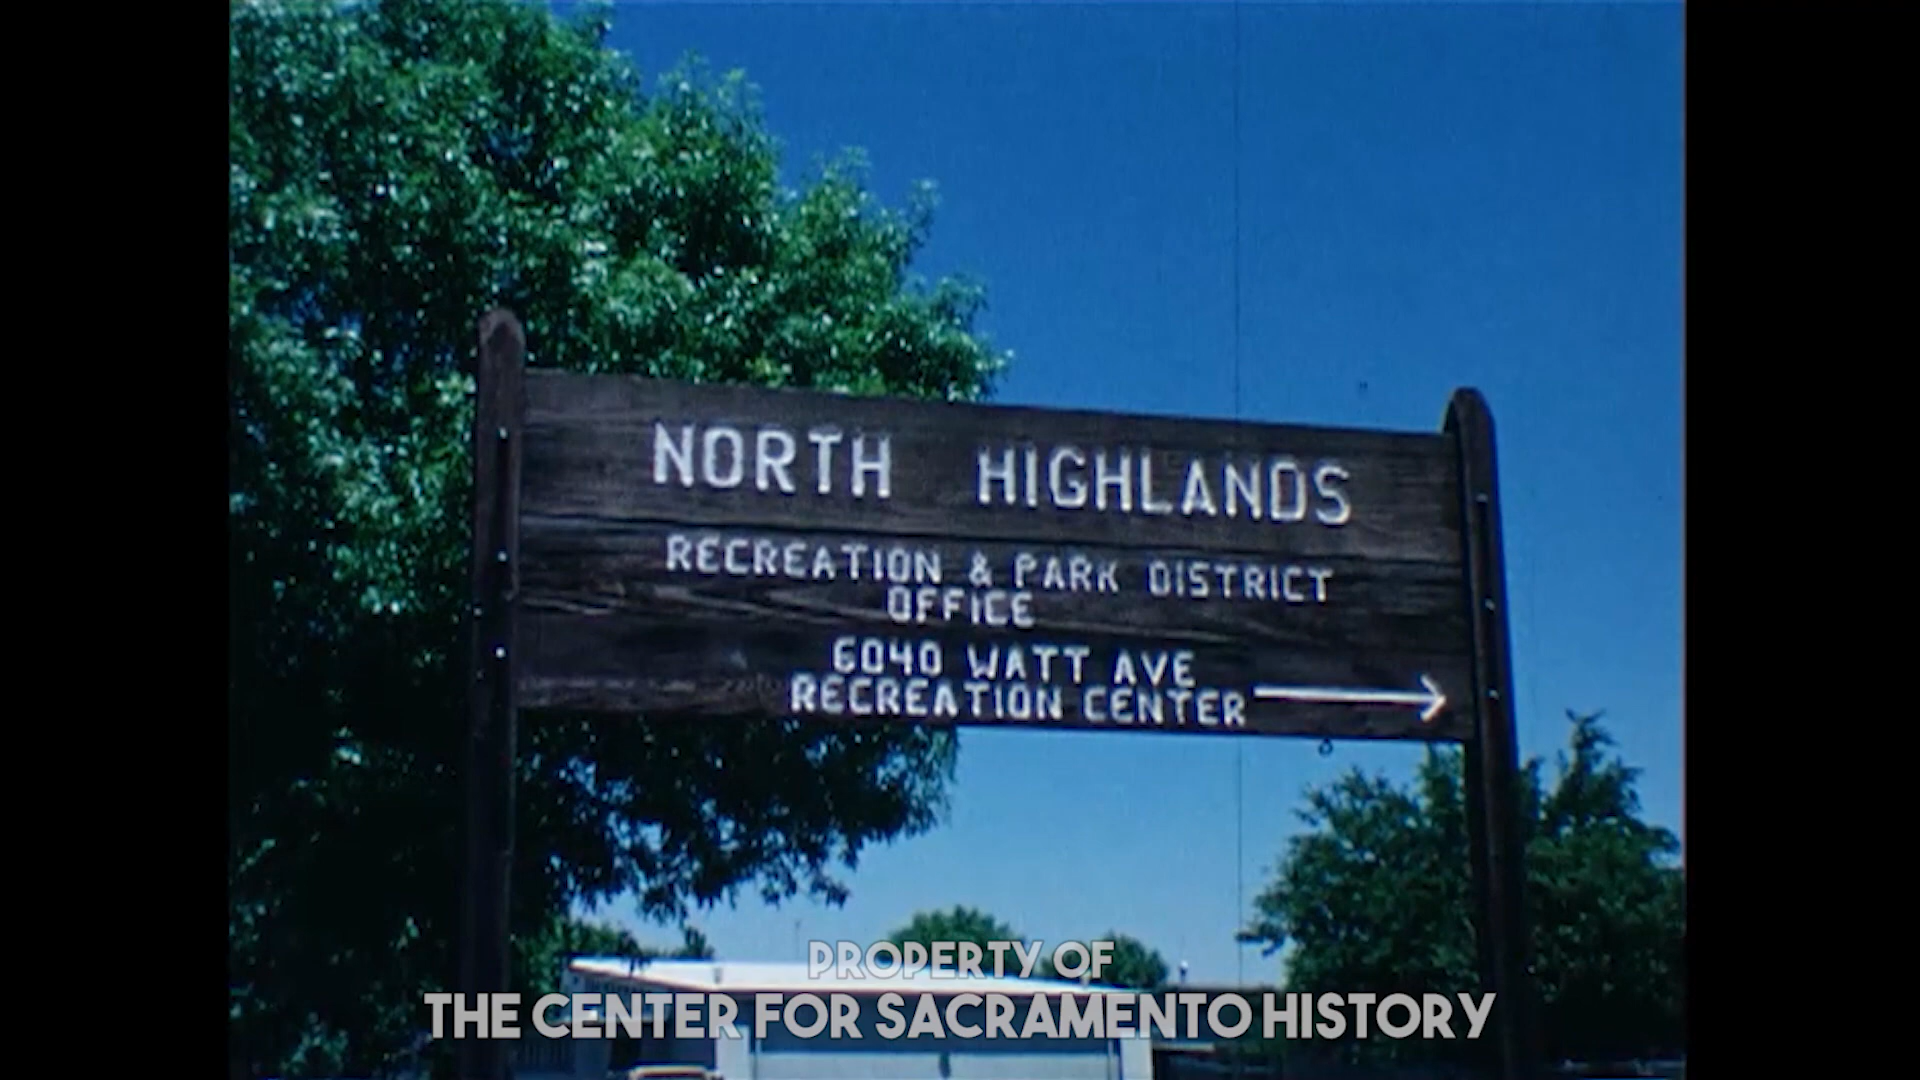 NORTH HIGHLANDS
RECREATION & PARK DISTRICT
OFFICE
6040 WATT AVE
RECREATION CENTER
PROPERTY OF
THE CENTER FOR SACRAMENTO HISTORY